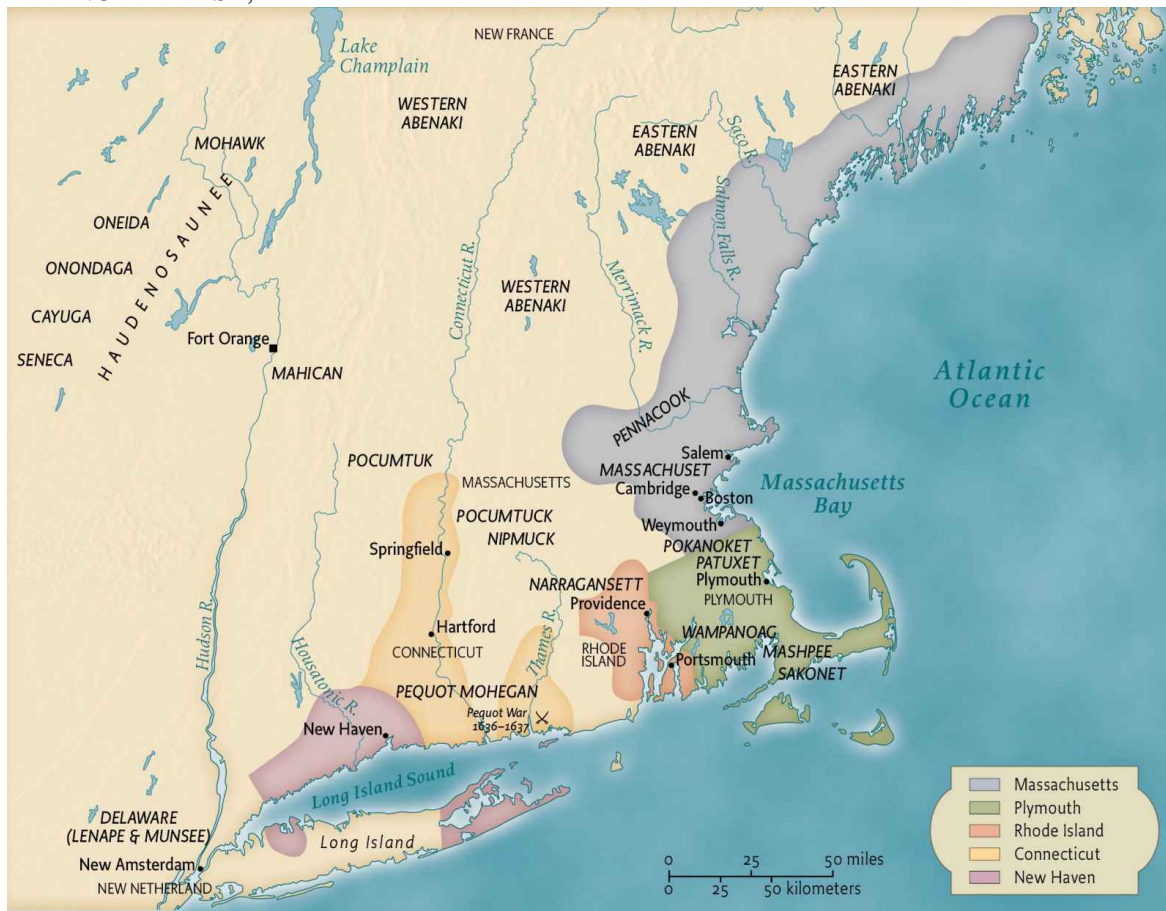 NEW FRANCE
Lake
Champlain
EASTERN
ABENAKI
WESTERN
ABENAKI
MOHAWK
EASTERN
ABENAKI
Saco R.
HAUDENOSAUNEE
ONEIDA
Salmon Falls R.
Connecticut R.
ONONDAGA
WESTERN
ABENAKI
Merrimack R.
CAYUGA
Fort Orange
SENECA
MAHICAN
Atlantic
Ocean
PENNACOOK
Salem
POCUMTUK
MASSACHUSET
MASSACHUSETTS
Cambridge
Boston
Massachusetts
Bay
POCUMTUCK
NIPMUCK
Weymouth
Springfield
POKANOKET
PATUXET
Plymouth
NARRAGANSETT
PLYMOUTH
Providence
Hudson R.
Housatonic R.
Hartford
Thames R.
WAMPANOAG
CONNECTICUT
RHODE
ISLAND
MASHPEE
Portsmouth
SAKONET
PEQUOT MOHEGAN
Pequot War
1636–1637
New Haven
Long Island Sound
DELAWARE
(LENAPE & MUNSEE)
Long Island
New Amsterdam
NEW NETHERLAND
0 25 50 miles
0 25 50 kilometers
Massachusetts
Plymouth
Rhode Island
Connecticut
New Haven